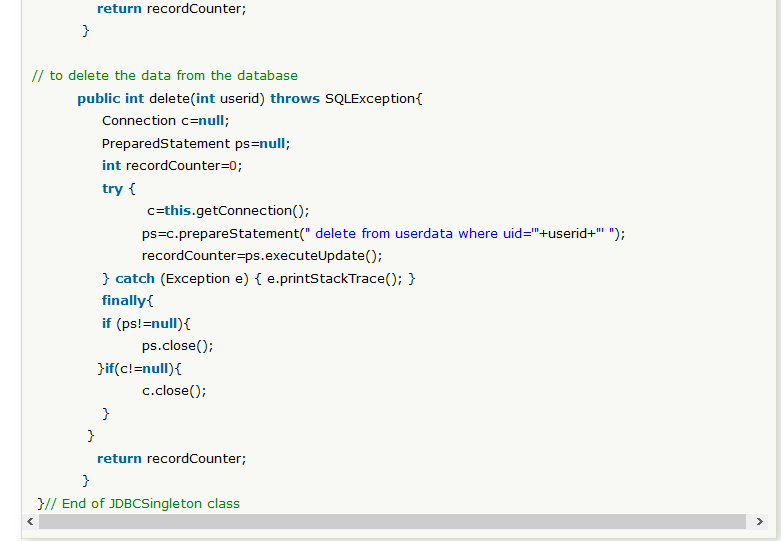 return recordCounter;
}
// to delete the data from the database
public int delete(int userid) throws SQLException{
Connection c=null;
PreparedStatement ps=null;
int recordCounter=0;
try {
c=this.getConnection();
ps=c.prepareStatement(" delete from userdata where uid='"+userid+"' ");
recordCounter=ps.executeUpdate();
} catch (Exception e) { e.printStackTrace(); }
finally{
if (ps!=null){
ps.close();
}if(c!=null){
c.close();
}
}
return recordCounter;
}
}// End of JDBCSingleton class